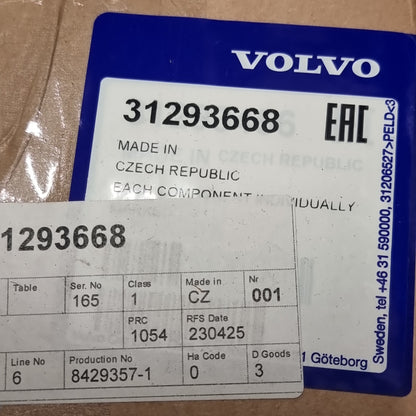 VOLVO
31293668
EAC
MADE IN
CZECH REPUBLIC
EACH COMPONENT INDIVIDUALLY
Sweden, tel +46 31 590000, 31206527>PELD<3
1 Göteborg
1293668
Table
Ser. No
Class
Made in
Nr
165
1
CZ
001
PRC
RFS Date
1054
230425
Line No
Production No
Ha Code
D Goods
6
8429357-1
0
3